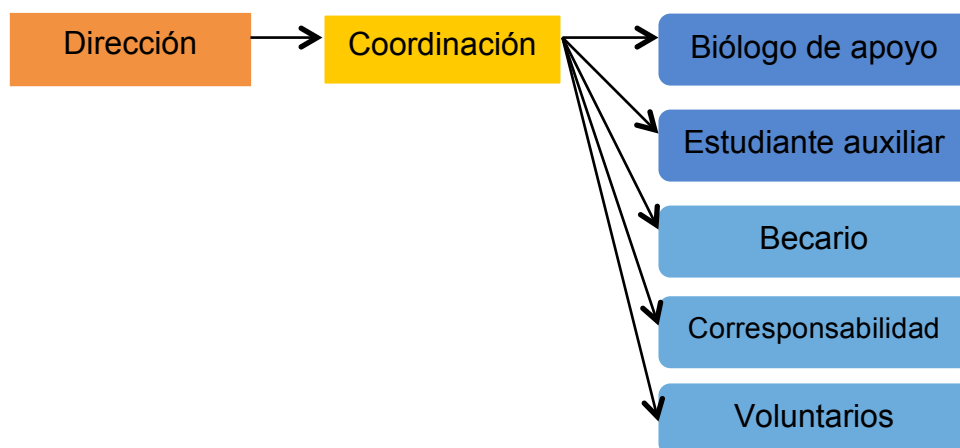 Dirección
Coordinación
Biólogo de apoyo
Estudiante auxiliar
Becario
Corresponsabilidad
Voluntarios